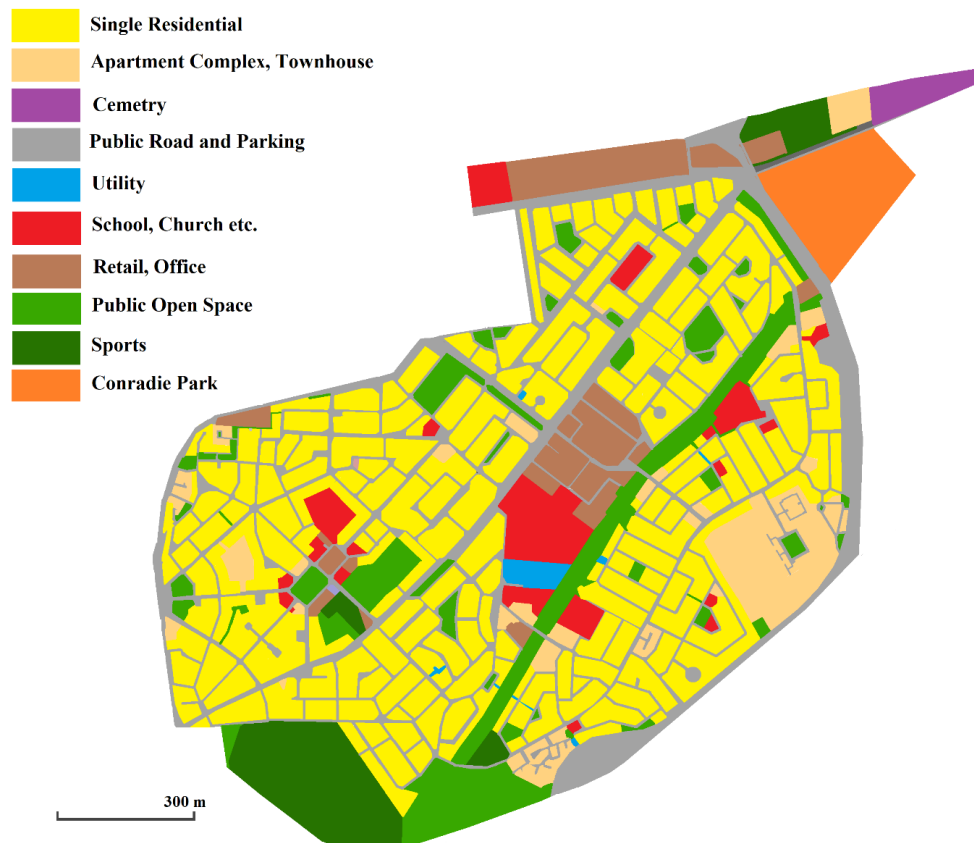 Single Residential
Apartment Complex, Townhouse
Cemetry
Public Road and Parking
Utility
School, Church etc.
Retail, Office
Public Open Space
Sports
Conradie Park
300 m